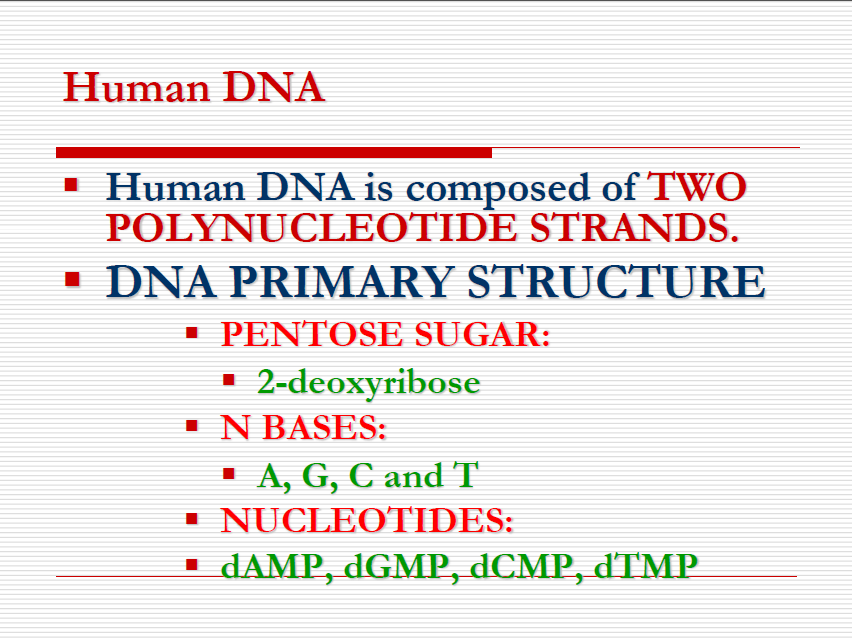 Human DNA
Human DNA is composed of TWO
POLYNUCLEOTIDE STRANDS.
DNA PRIMARY STRUCTURE
PENTOSE SUGAR:
2-deoxyribose
N BASES:
A, G, C and T
NUCLEOTIDES:
dAMP, dGMP, dCMP, dTMP